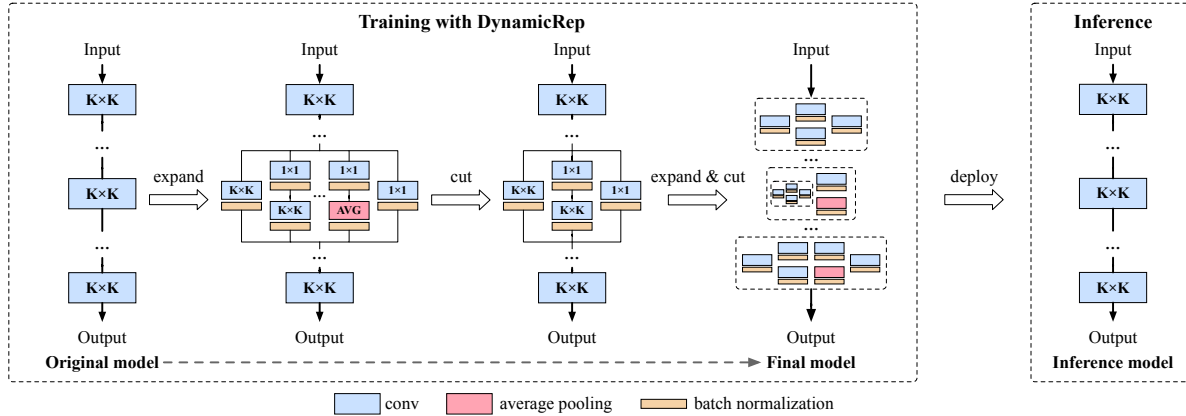 Training with DynamicRep
Inference
Input
Input
Input
Input
Input
K×K
K×K
K×K
K×K
...
...
...
...
...
expand
cut
expand & cut
deploy
K×K
K×K
1×1
1×1
1×1
...
K×K
AVG
K×K
1×1
1×1
K×K
K×K
...
...
...
...
...
K×K
K×K
K×K
K×K
Output
Output
Output
Output
Output
Original model
Final model
Inference model
conv
average pooling
batch normalization